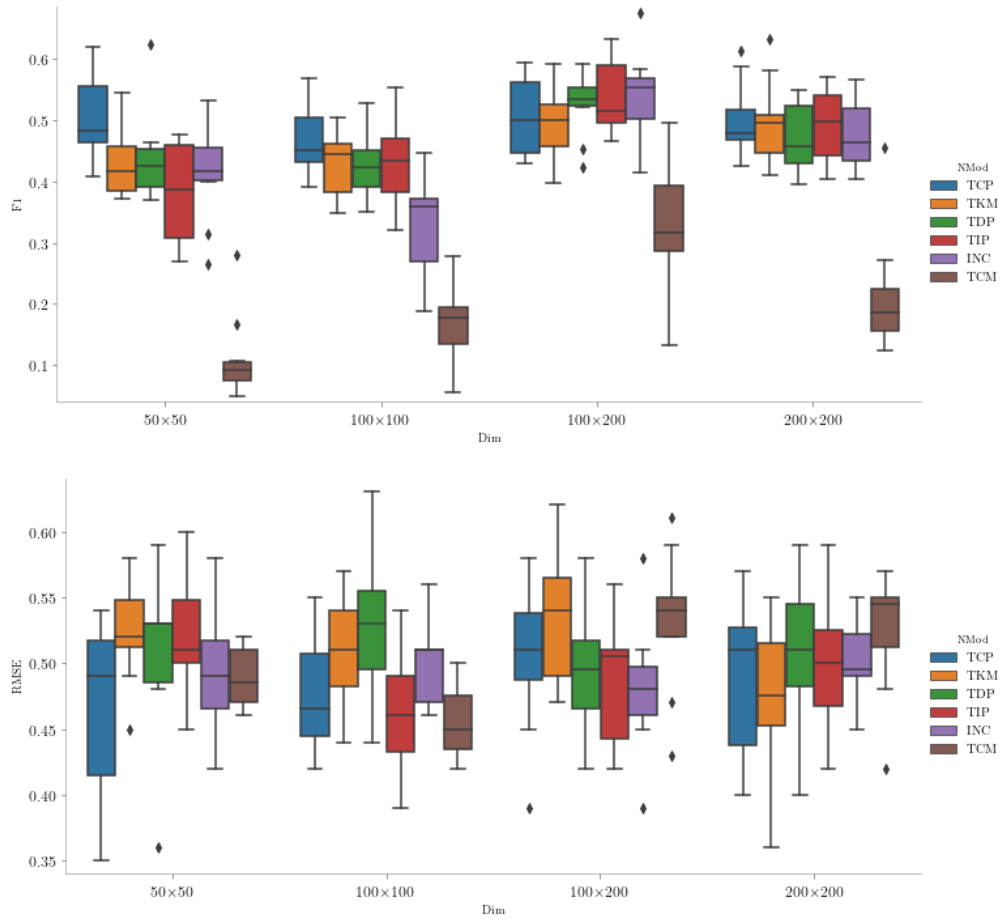 F1
0.6
0.5
0.4
0.3
0.2
0.1
50×50
100×100
100×200
200×200
Dim
NMod
TCP
TKM
TDP
TIP
INC
TCM
RMSE
0.60
0.55
0.50
0.45
0.40
0.35
50×50
100×100
100×200
200×200
Dim
NMod
TCP
TKM
TDP
TIP
INC
TCM